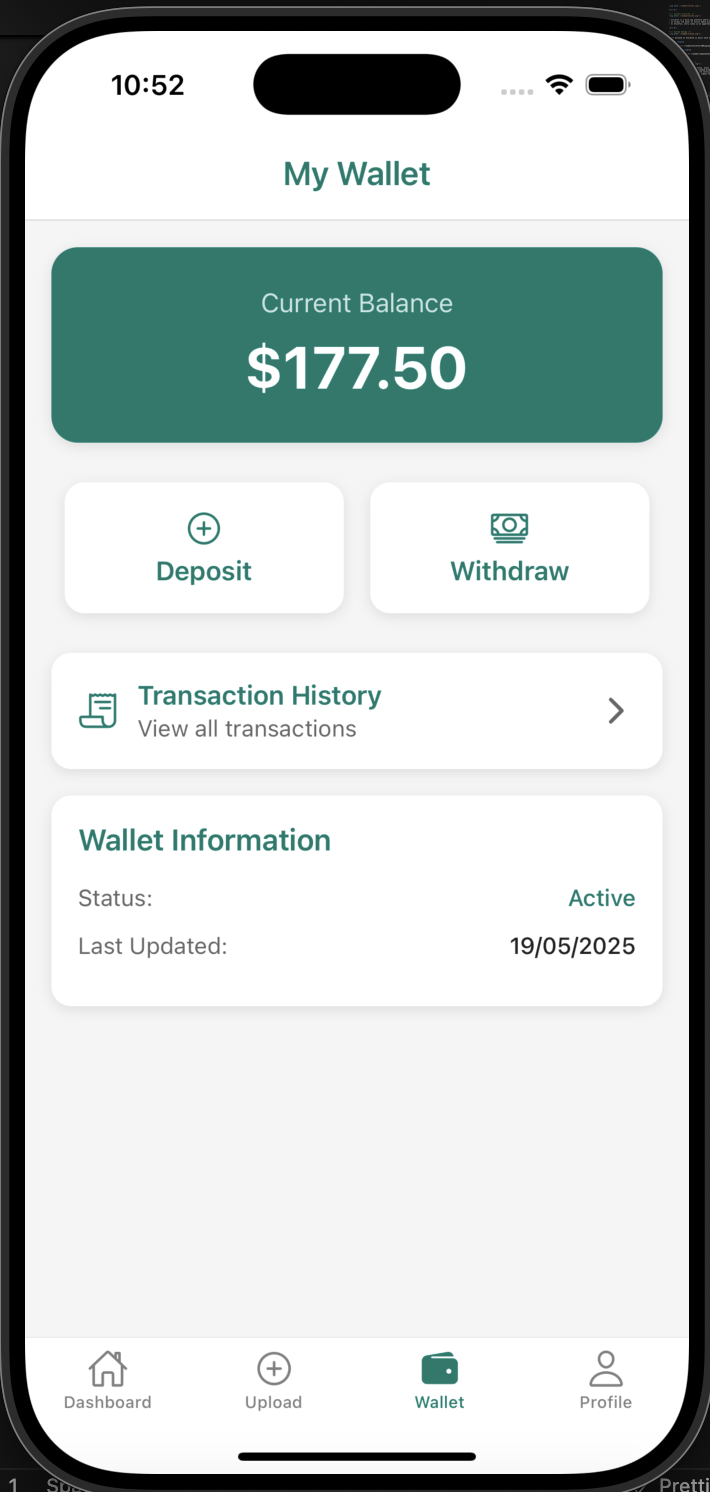 10:52
My Wallet
Current Balance
$177.50
Deposit
Withdraw
Transaction History
View all transactions
Wallet Information
Status:
Active
Last Updated:
19/05/2025
Dashboard
Upload
Wallet
Profile
1